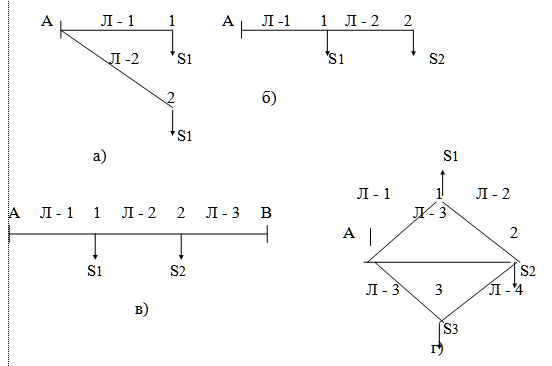 А Л - 1 1
Л -2
S1
2
S1
а)
А Л -1 1 Л - 2 2
S1 S2
б)
А Л - 1 1 Л - 2 2 Л - 3 В
S1 S2
в)
S1
Л - 1 1 Л - 2
Л - 3
А 2
S2
Л - 3 3 Л - 4
S3
г)